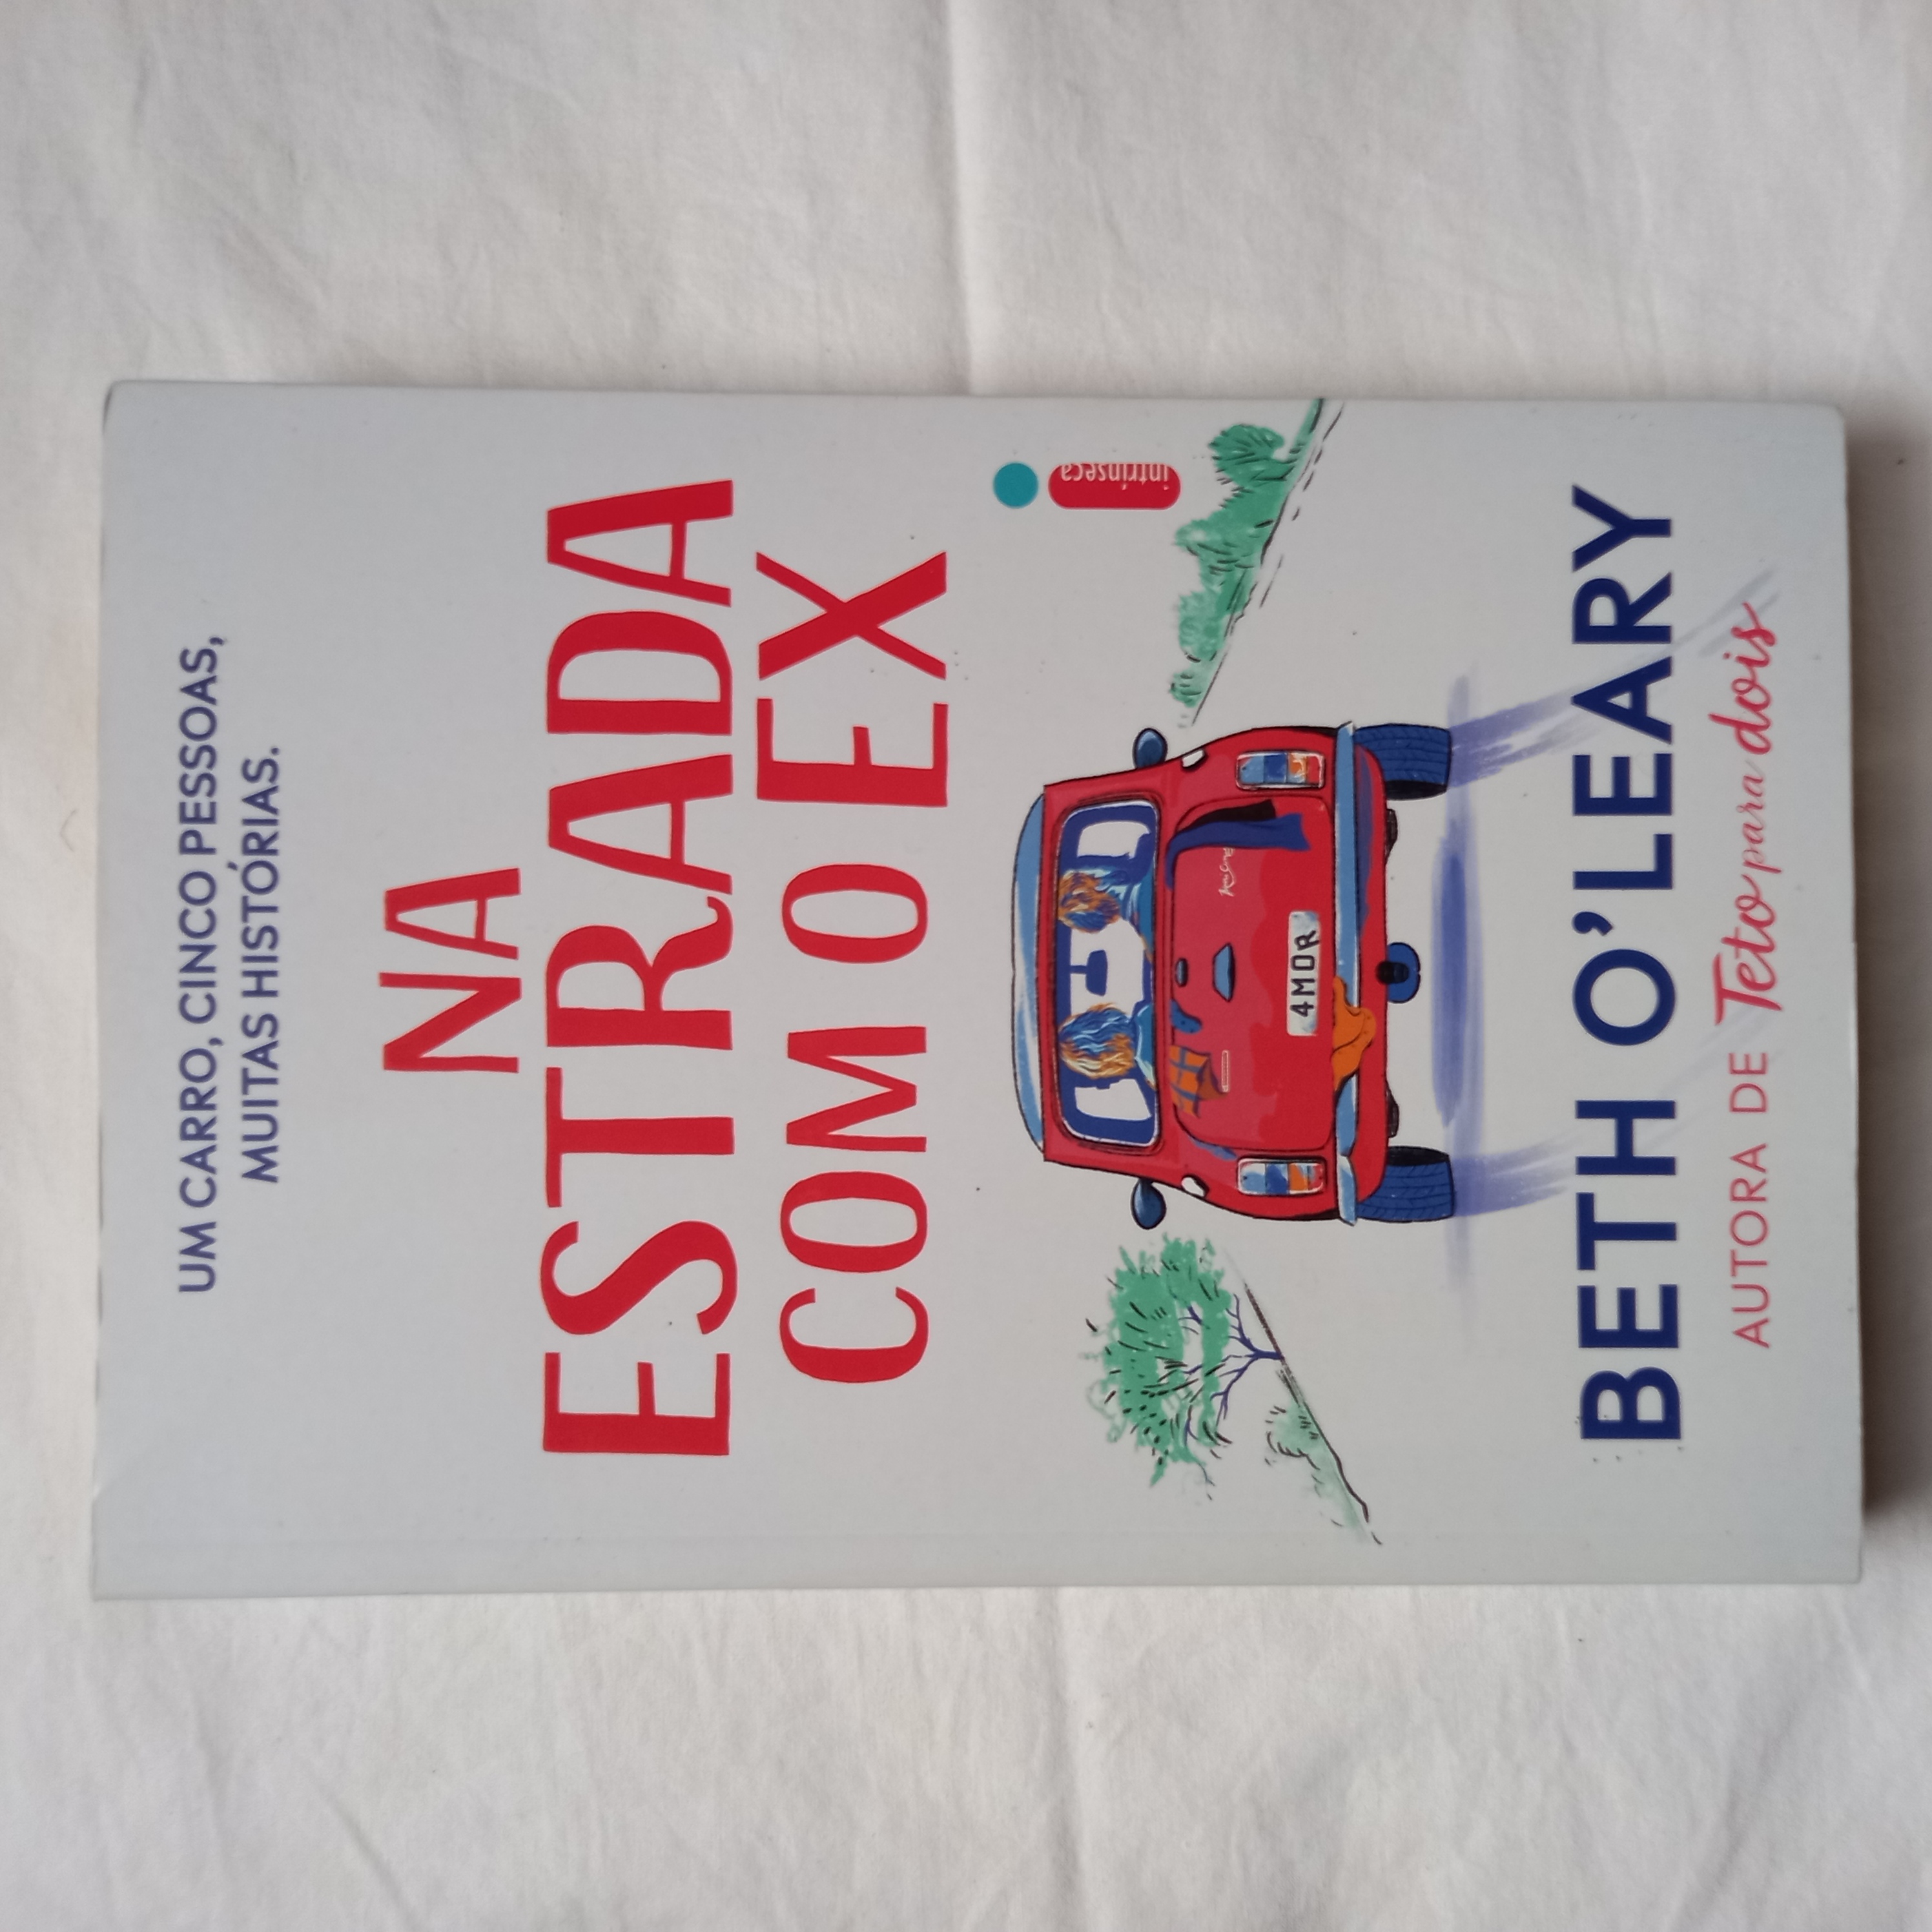 UM CARRO, CINCO PESSOAS,
MUITAS HISTÓRIAS.
NA
ESTRADA
COM O EX
intrínseca
4MOR
BETH O'LEARY
AUTORA DE Teto para dois